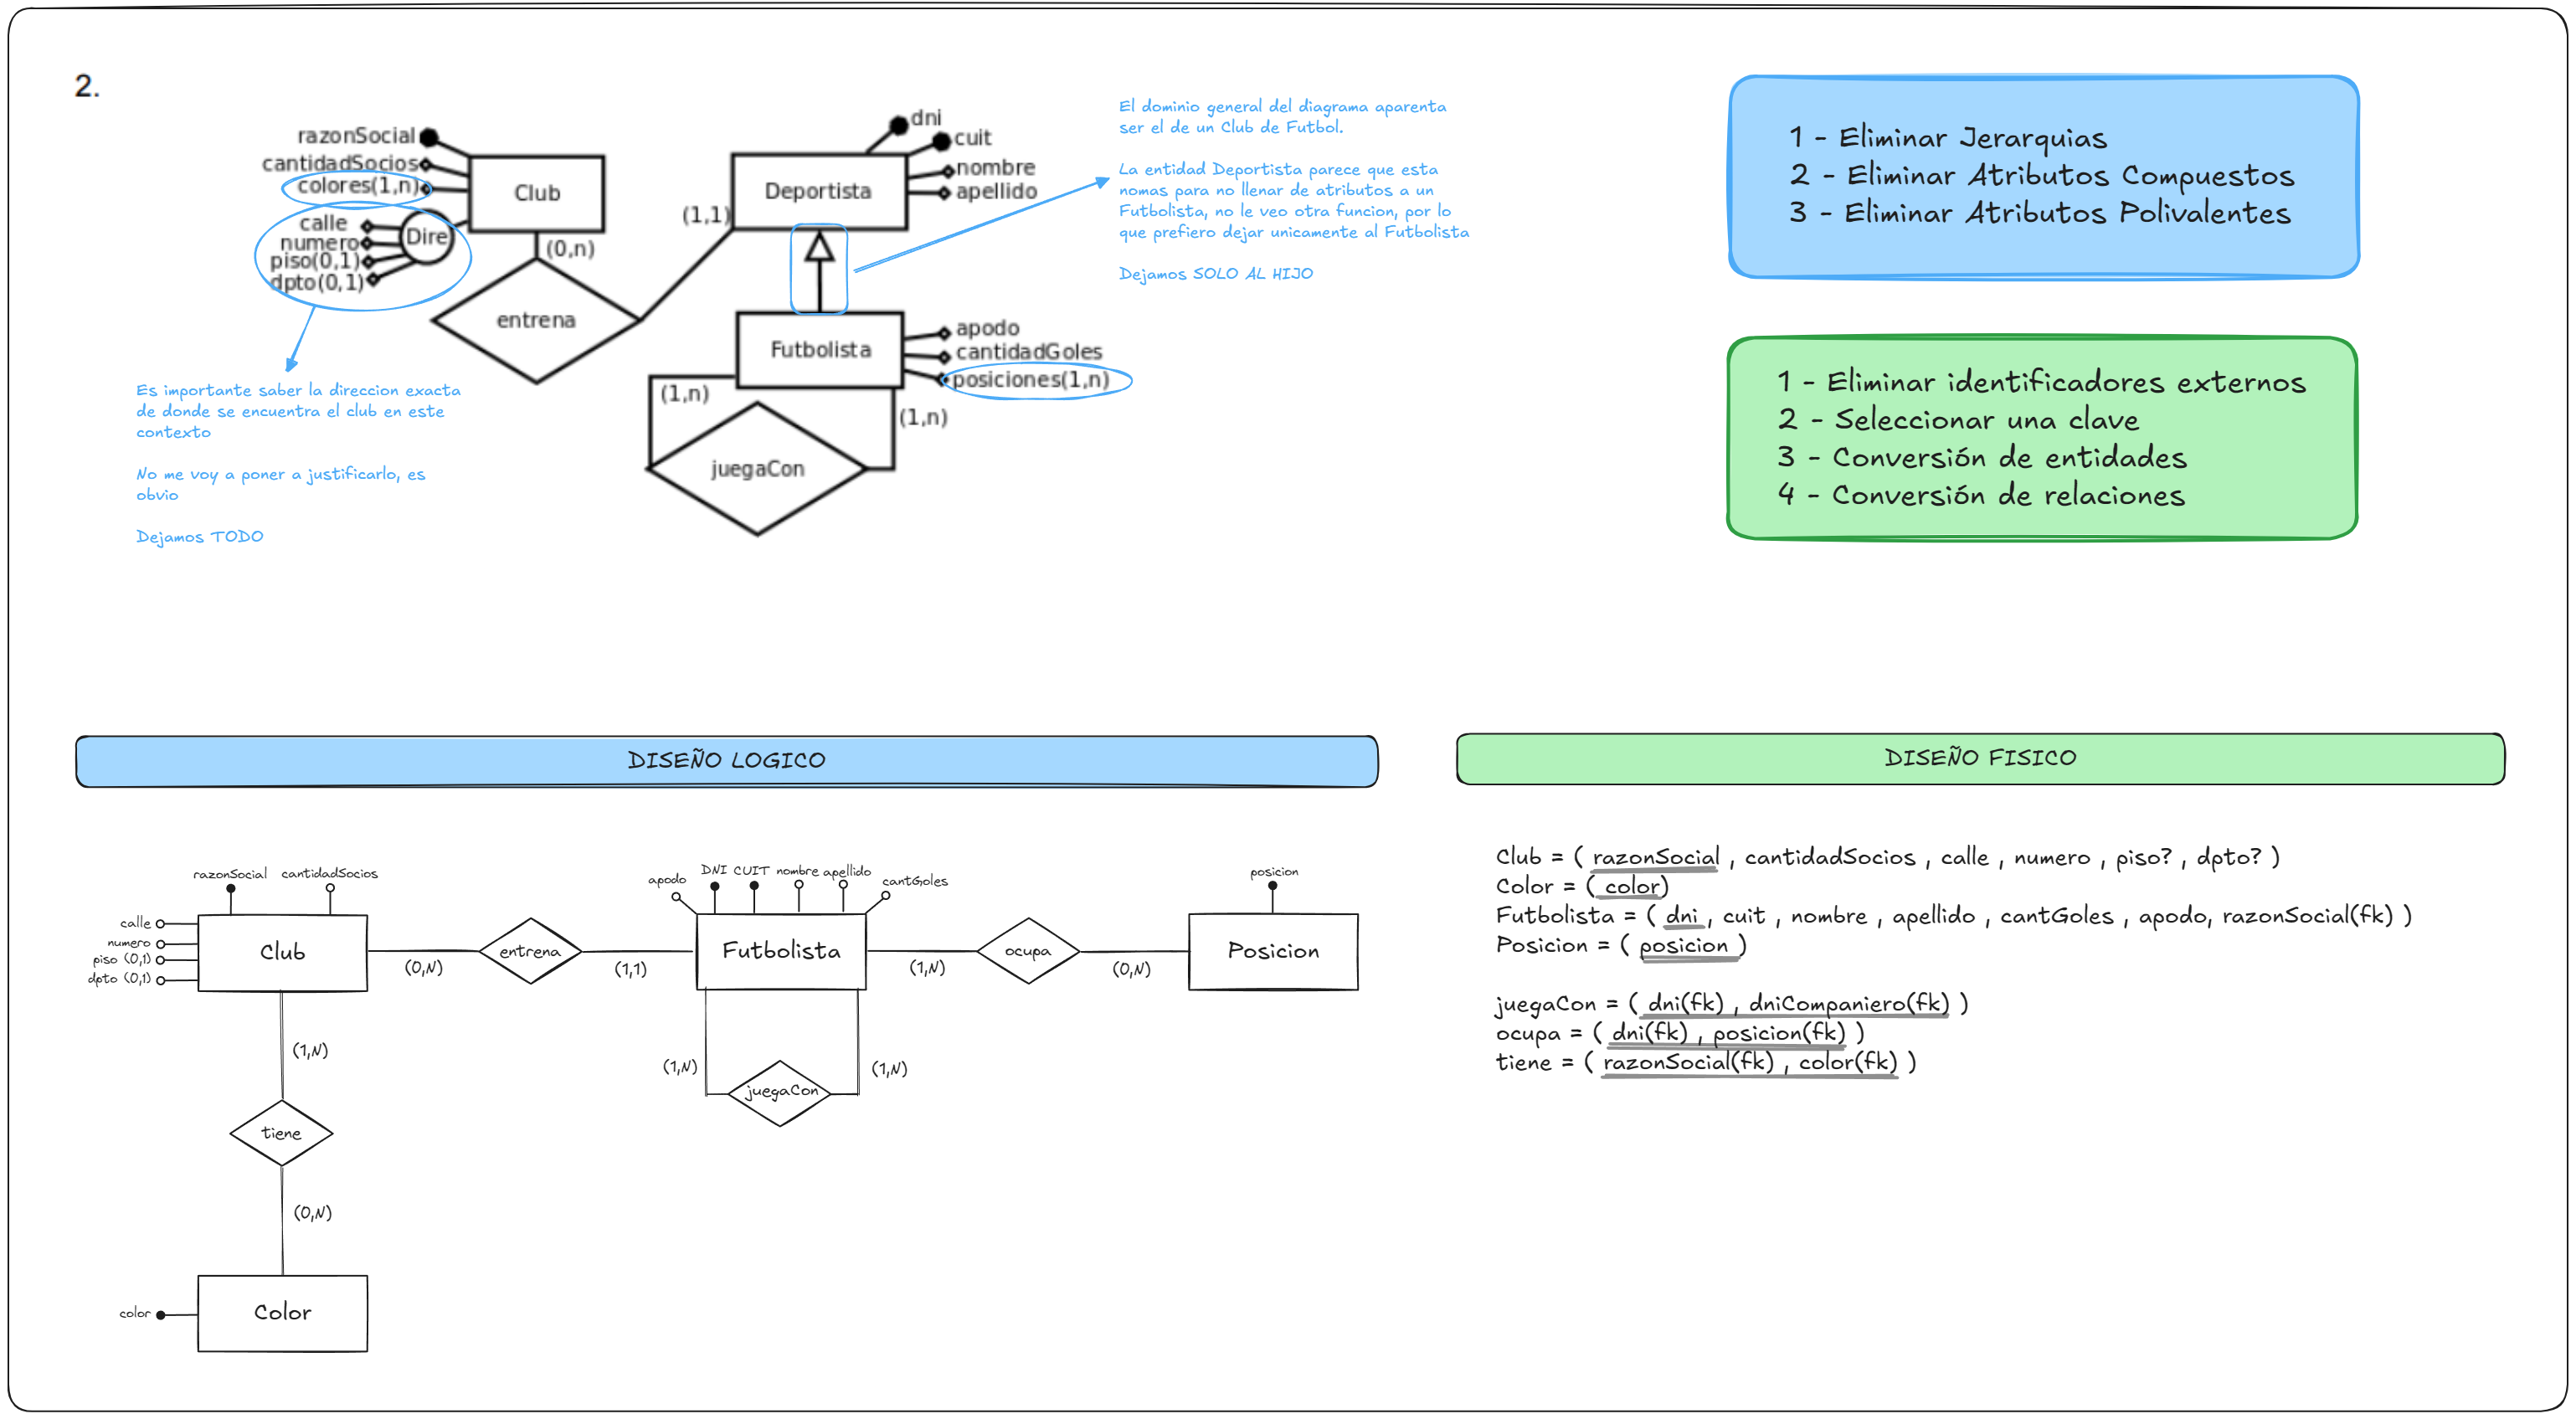 2.
razonSocial
cantidadSocios
colores(1,n)
calle
numero
piso(0,1)
dpto(0,1)
Dire
Club
(0,n)
entrena
(1,1)
Deportista
dni
cuit
nombre
apellido
Futbolista
apodo
cantidadGoles
posiciones(1,n)
(1,n)
(1,n)
juegaCon
Es importante saber la direccion exacta
de donde se encuentra el club en este
contexto
No me voy a poner a justificarlo, es
obvio
Dejamos TODO
El dominio general del diagrama aparenta
ser el de un Club de Futbol.
La entidad Deportista parece que esta
nomas para no llenar de atributos a un
Futbolista, no le veo otra funcion, por lo
que prefiero dejar unicamente al Futbolista
Dejamos SOLO AL HIJO
1 - Eliminar Jerarquias
2 - Eliminar Atributos Compuestos
3 - Eliminar Atributos Polivalentes
1 - Eliminar identificadores externos
2 - Seleccionar una clave
3 - Conversión de entidades
4 - Conversión de relaciones
DISEÑO LOGICO
razonSocial
cantidadSocios
calle
numero
piso (0,1)
dpto (0,1)
Club
(0,N)
entrena
(1,1)
apodo
DNI
CUIT
nombre
apellido
cantGoles
Futbolista
(1,N)
ocupa
(0,N)
posicion
Posicion
(1,N)
juegaCon
(1,N)
(1,N)
tiene
(0,N)
color
Color
DISEÑO FISICO
Club = ( razonSocial , cantidadSocios , calle , numero , piso? , dpto? )
Color = ( color)
Futbolista = ( dni , cuit , nombre , apellido , cantGoles , apodo, razonSocial(fk) )
Posicion = ( posicion )
juegaCon = ( dni(fk) , dniCompaniero(fk) )
ocupa = ( dni(fk) , posicion(fk) )
tiene = ( razonSocial(fk) , color(fk) )